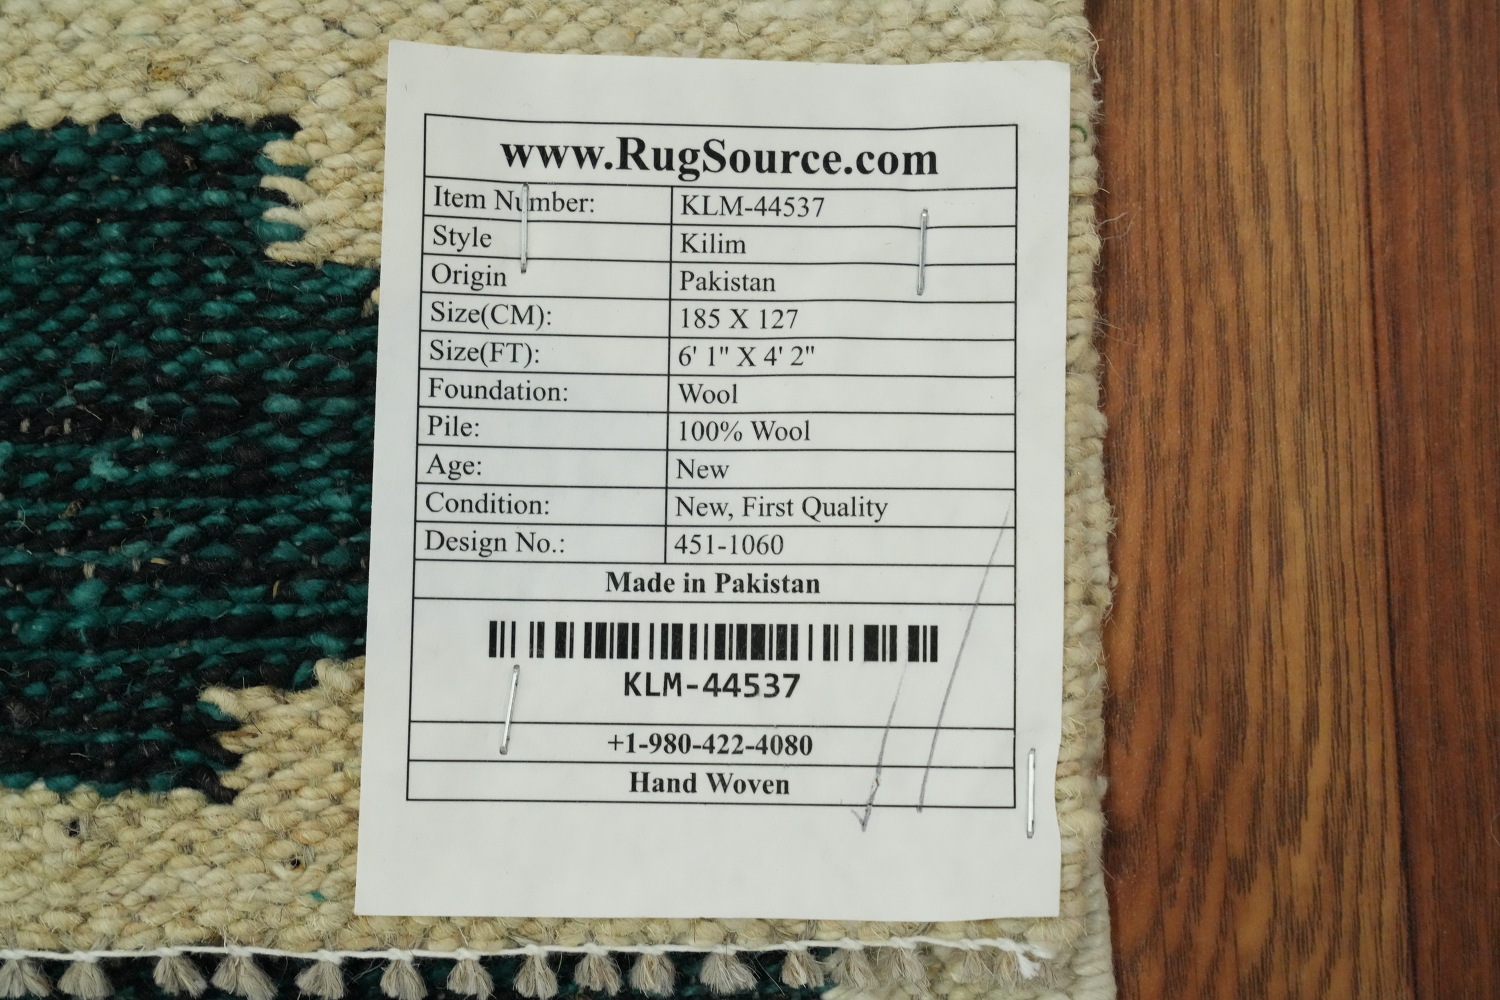 www.RugSource.com
Item Number: KLM-44537
Style Kilim
Origin Pakistan
Size(CM): 185 X 127
Size(FT): 6' 1" X 4' 2"
Foundation: Wool
Pile: 100% Wool
Age: New
Condition: New, First Quality
Design No.: 451-1060
Made in Pakistan
KLM-44537
+1-980-422-4080
Hand Woven